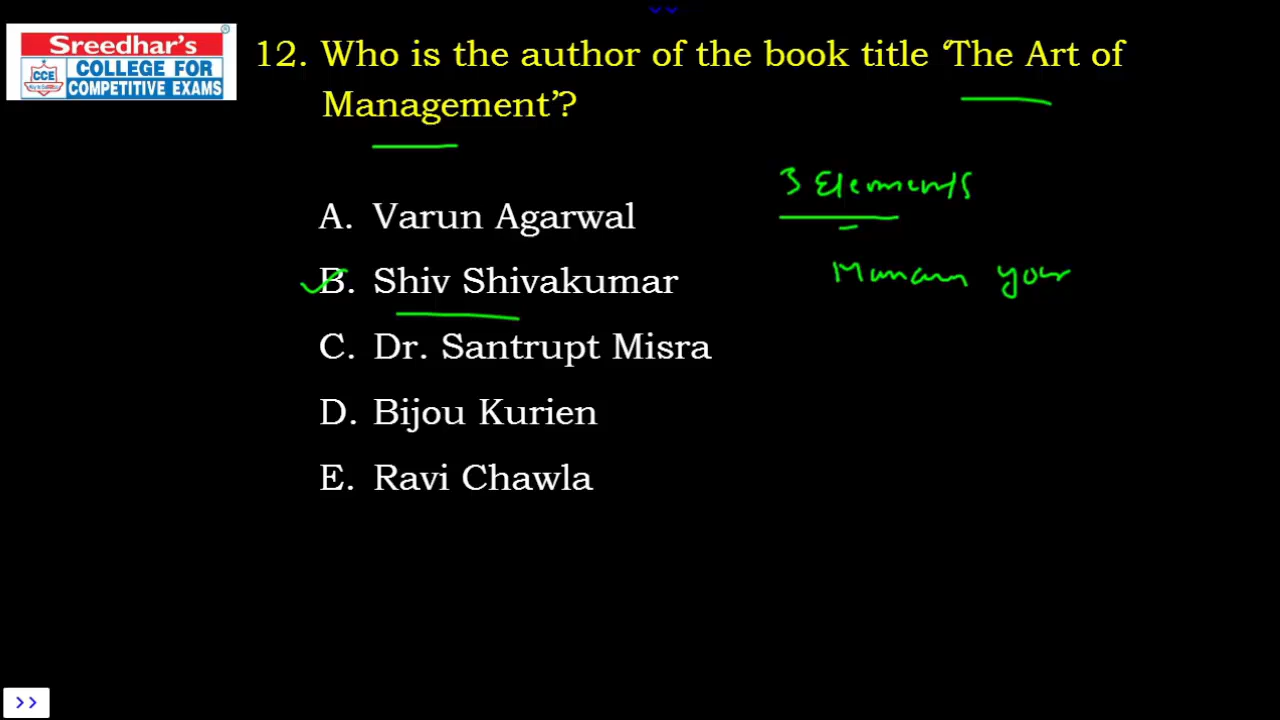 Sreedhar's
CCE
COLLEGE FOR
COMPETITIVE EXAMS
12. Who is the author of the book title ‘The Art of
Management’?
3 Elements
A. Varun Agarwal
B. Shiv Shivakumar
your
C. Dr. Santrupt Misra
D. Bijou Kurien
E. Ravi Chawla
>>